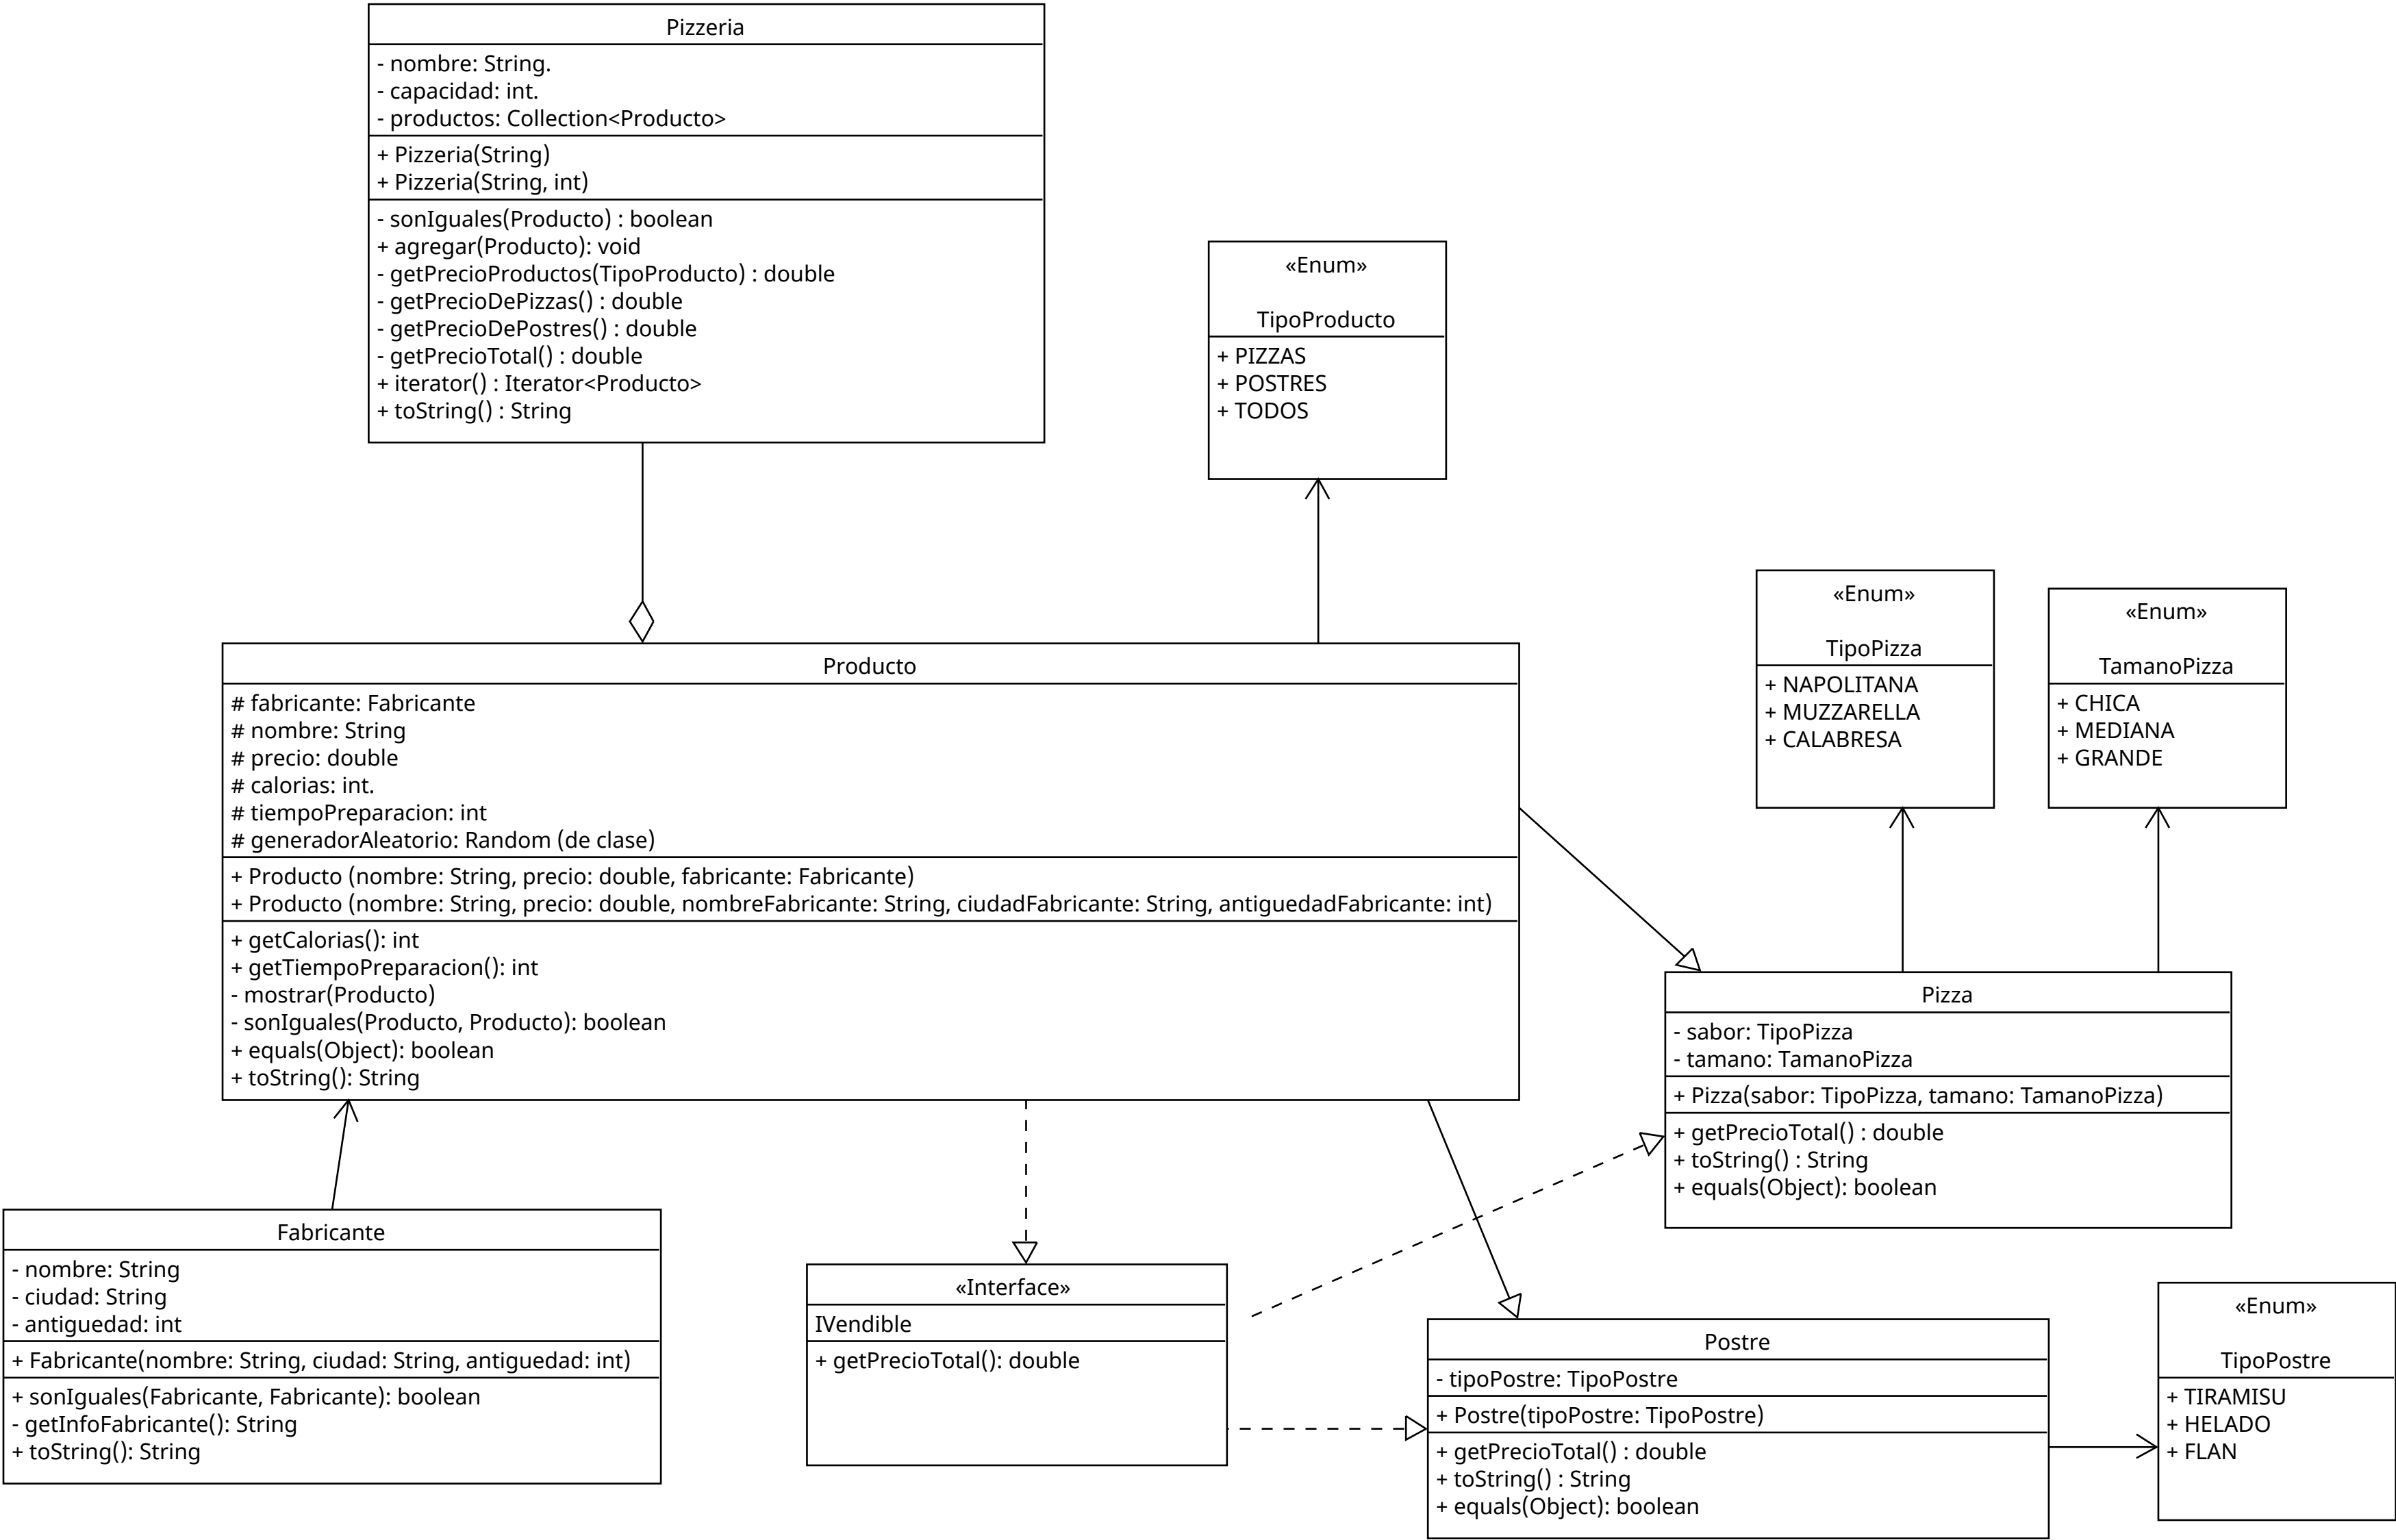 Pizzeria
- nombre: String.
- capacidad: int.
- productos: Collection<Producto>
+ Pizzeria(String)
+ Pizzeria(String, int)
- sonIguales(Producto) : boolean
+ agregar(Producto): void
- getPrecioProductos(TipoProducto) : double
- getPrecioDePizzas() : double
- getPrecioDePostres() : double
- getPrecioTotal() : double
+ iterator() : Iterator<Producto>
+ toString() : String
«Enum»
TipoProducto
+ PIZZAS
+ POSTRES
+ TODOS
«Enum»
TipoPizza
+ NAPOLITANA
+ MUZZARELLA
+ CALABRESA
«Enum»
TamanoPizza
+ CHICA
+ MEDIANA
+ GRANDE
Producto
# fabricante: Fabricante
# nombre: String
# precio: double
# calorias: int.
# tiempoPreparacion: int
# generadorAleatorio: Random (de clase)
+ Producto (nombre: String, precio: double, fabricante: Fabricante)
+ Producto (nombre: String, precio: double, nombreFabricante: String, ciudadFabricante: String, antiguedadFabricante: int)
+ getCalorias(): int
+ getTiempoPreparacion(): int
- mostrar(Producto)
- sonIguales(Producto, Producto): boolean
+ equals(Object): boolean
+ toString(): String
Pizza
- sabor: TipoPizza
- tamano: TamanoPizza
+ Pizza(sabor: TipoPizza, tamano: TamanoPizza)
+ getPrecioTotal() : double
+ toString() : String
+ equals(Object): boolean
Fabricante
- nombre: String
- ciudad: String
- antiguedad: int
+ Fabricante(nombre: String, ciudad: String, antiguedad: int)
+ sonIguales(Fabricante, Fabricante): boolean
- getInfoFabricante(): String
+ toString(): String
«Interface»
IVendible
+ getPrecioTotal(): double
Postre
- tipoPostre: TipoPostre
+ Postre(tipoPostre: TipoPostre)
+ getPrecioTotal() : double
+ toString() : String
+ equals(Object): boolean
«Enum»
TipoPostre
+ TIRAMISU
+ HELADO
+ FLAN